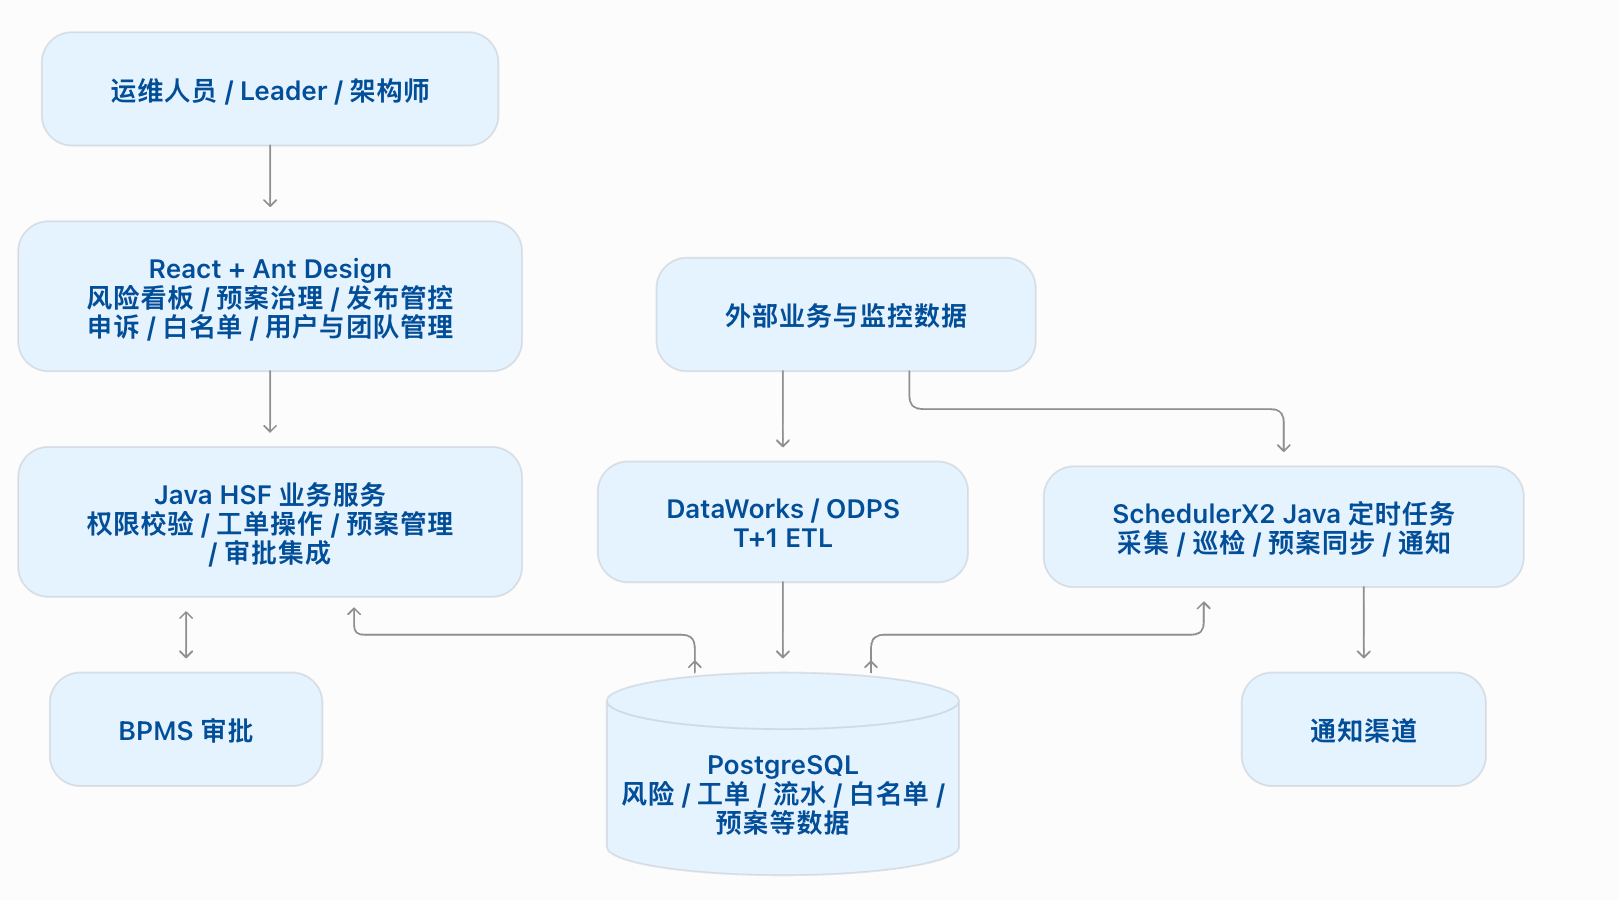 运维人员 / Leader / 架构师
React + Ant Design
风险看板 / 预案治理 / 发布管控
申诉 / 白名单 / 用户与团队管理
外部业务与监控数据
Java HSF 业务服务
权限校验 / 工单操作 / 预案管理
/ 审批集成
DataWorks / ODPS
T+1 ETL
SchedulerX2 Java 定时任务
采集 / 巡检 / 预案同步 / 通知
BPMS 审批
PostgreSQL
风险 / 工单 / 流水 / 白名单 /
预案等数据
通知渠道